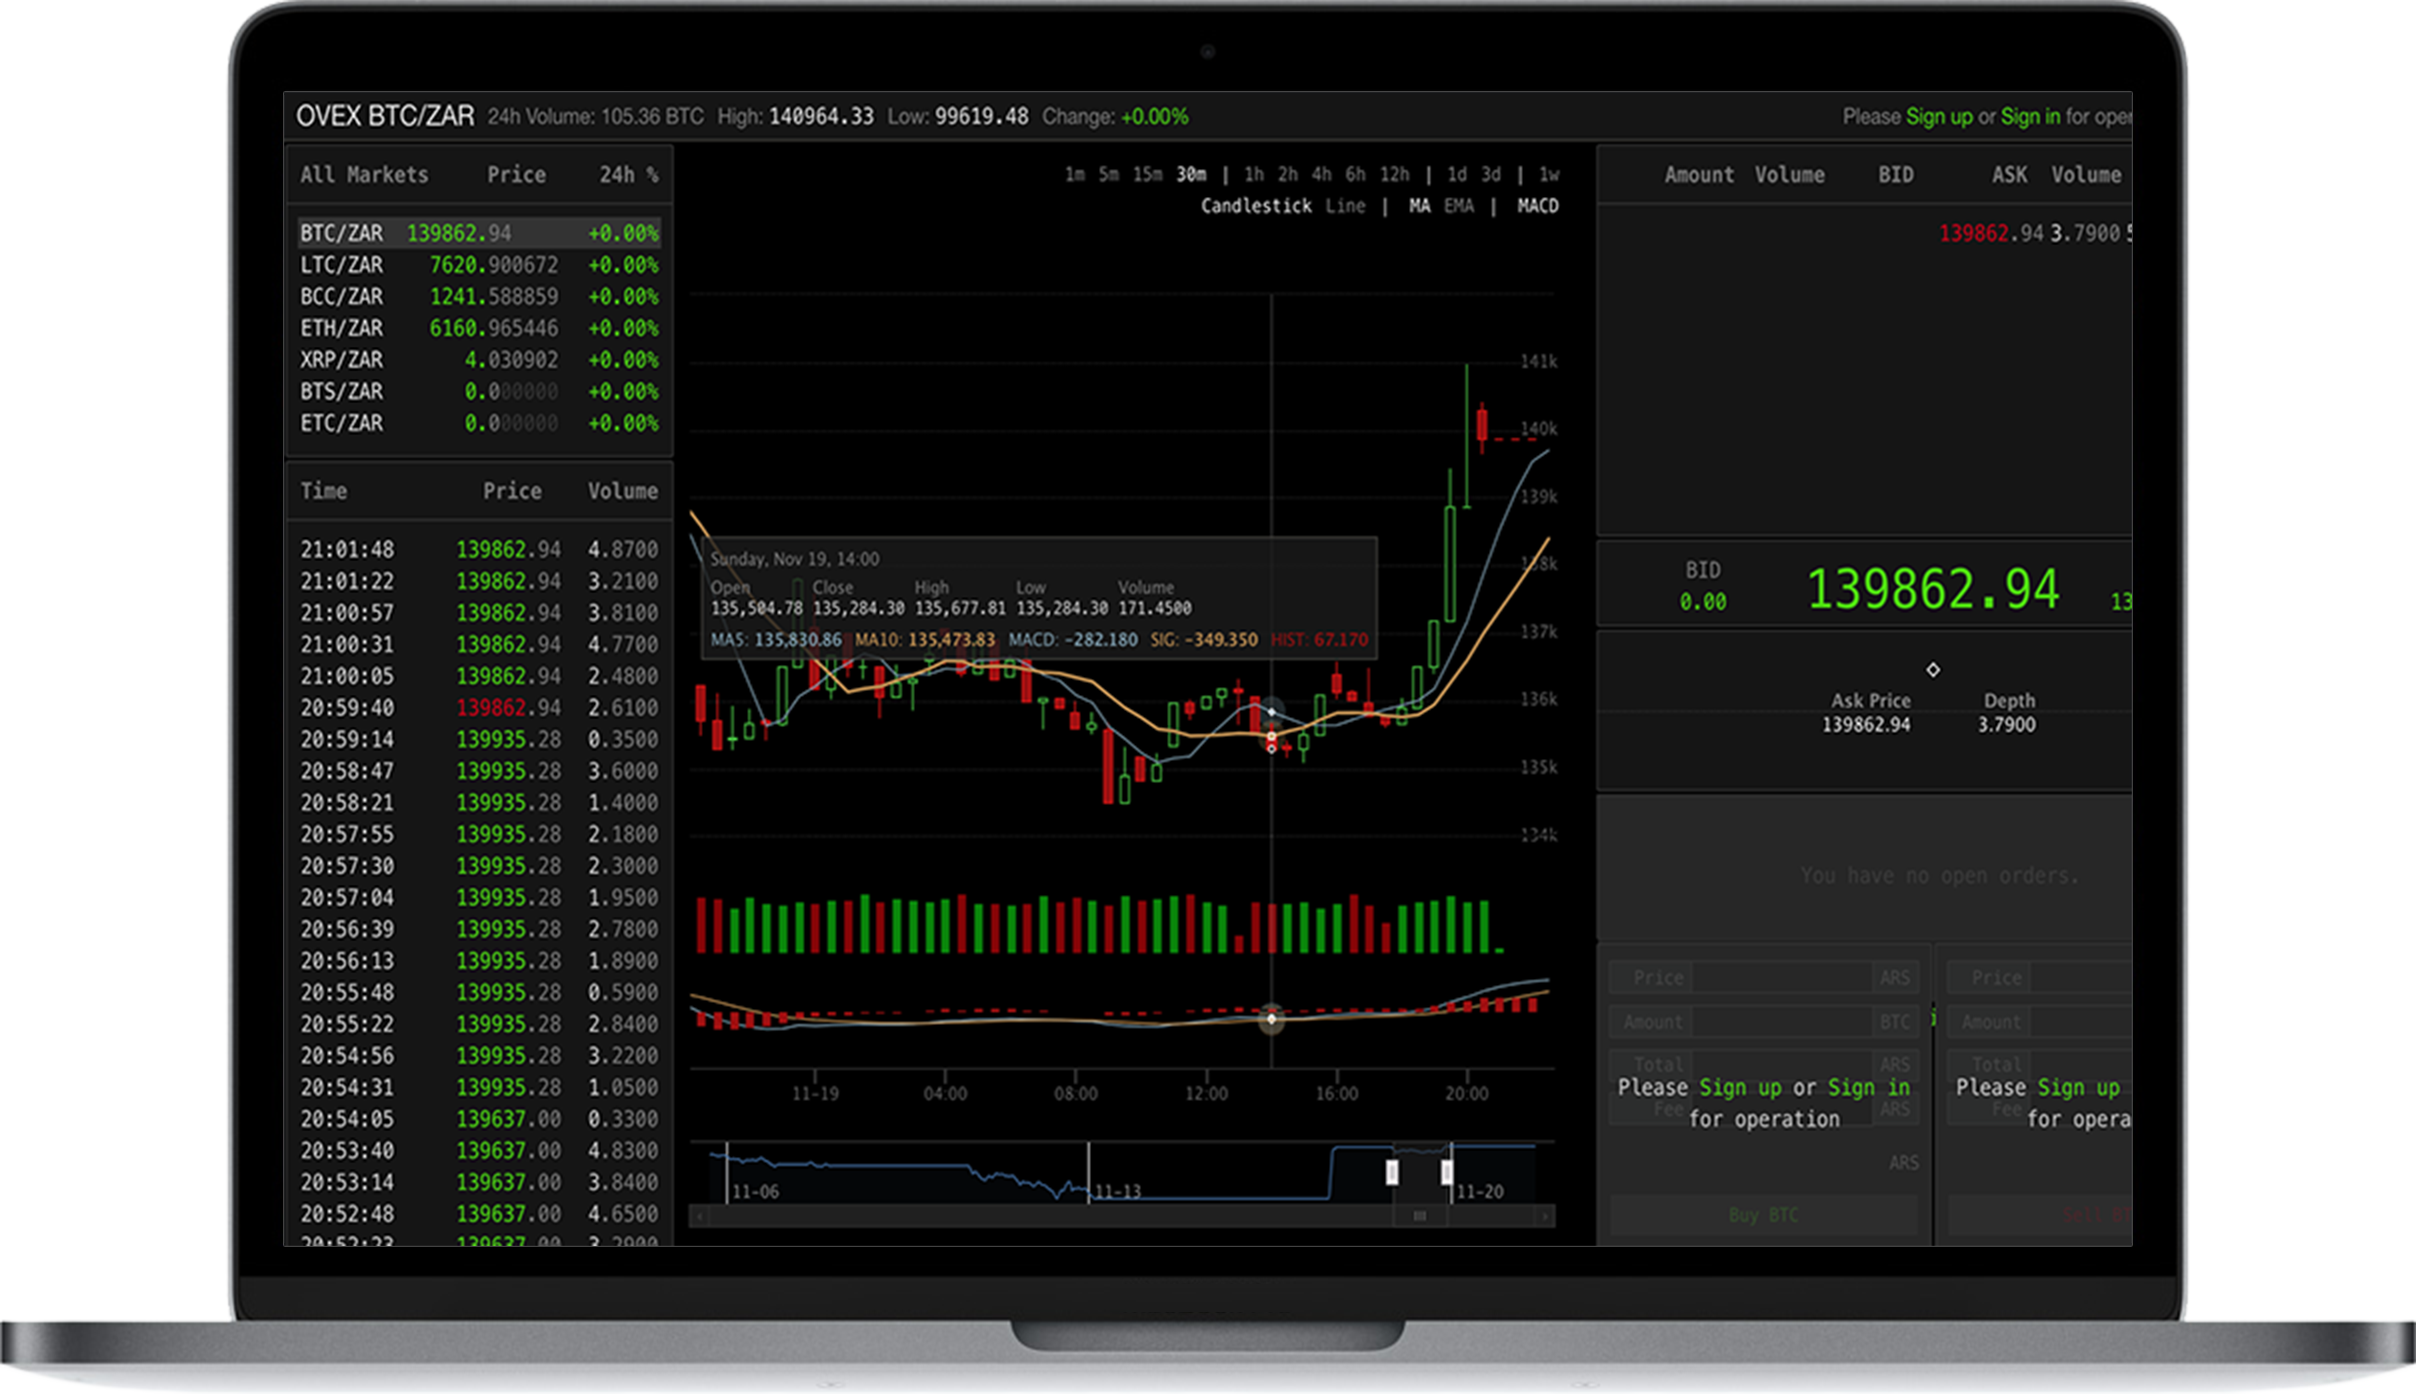 OVEX BTC/ZAR 24h Volume: 105.36 BTC High: 140964.33 Low: 99619.48 Change: +0.00%
Please Sign up or Sign in for oper
All Markets Price 24h %
BTC/ZAR 139862.94 +0.00%
LTC/ZAR 7620.900672 +0.00%
BCC/ZAR 1241.588859 +0.00%
ETH/ZAR 6160.965446 +0.00%
XRP/ZAR 4.030902 +0.00%
BTS/ZAR 0.0000000 +0.00%
ETC/ZAR 0.0000000 +0.00%
Time Price Volume
21:01:48 139862.94 4.8700
21:01:22 139862.94 3.2100
21:00:57 139862.94 3.8100
21:00:31 139862.94 4.7700
21:00:05 139862.94 2.4800
20:59:40 139862.94 2.6100
20:59:14 139935.28 0.3500
20:58:47 139935.28 3.6000
20:58:21 139935.28 1.4000
20:57:55 139935.28 2.1800
20:57:30 139935.28 2.3000
20:57:04 139935.28 1.9500
20:56:39 139935.28 2.7800
20:56:13 139935.28 1.8900
20:55:48 139935.28 0.5900
20:55:22 139935.28 2.8400
20:54:56 139935.28 3.2200
20:54:31 139935.28 1.0500
20:54:05 139637.00 0.3300
20:53:40 139637.00 4.8300
20:53:14 139637.00 3.8400
20:52:48 139637.00 4.6500
20:52:23 139637.00 3.2900
1m 5m 15m 30m | 1h 2h 4h 6h 12h | 1d 3d | 1w
Candlestick Line | MA EMA | MACD
141k
140k
139k
138k
137k
136k
135k
134k
Sunday, Nov 19, 14:00
Open Close High Low Volume
135,504.78 135,284.30 135,677.81 135,284.30 171.4500
MA5: 135,830.86 MA10: 135,473.83 MACD: -282.180 SIG: -349.350 HIST: 67.170
11-19 04:00 08:00 12:00 16:00 20:00
11-06 11-13 11-20
Amount Volume BID ASK Volume
139862.94 3.7900
BID
0.00
139862.94
13
Ask Price Depth
139862.94 3.7900
You have no open orders.
Price ARS
Amount BTC
Total ARS
Please Sign up or Sign in
Fee ARS
for operation
ARS
Buy BTC
Price
Amount
Total
Please Sign up
Fee
for opera
Sell